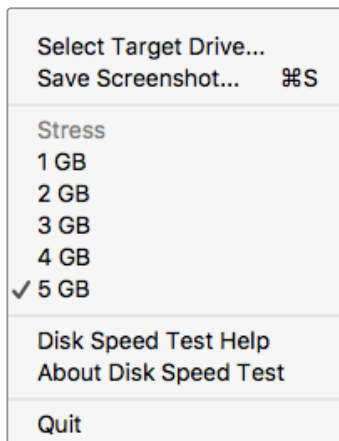 Select Target Drive...
Save Screenshot... ⌘S
Stress
1 GB
2 GB
3 GB
4 GB
✓ 5 GB
Disk Speed Test Help
About Disk Speed Test
Quit